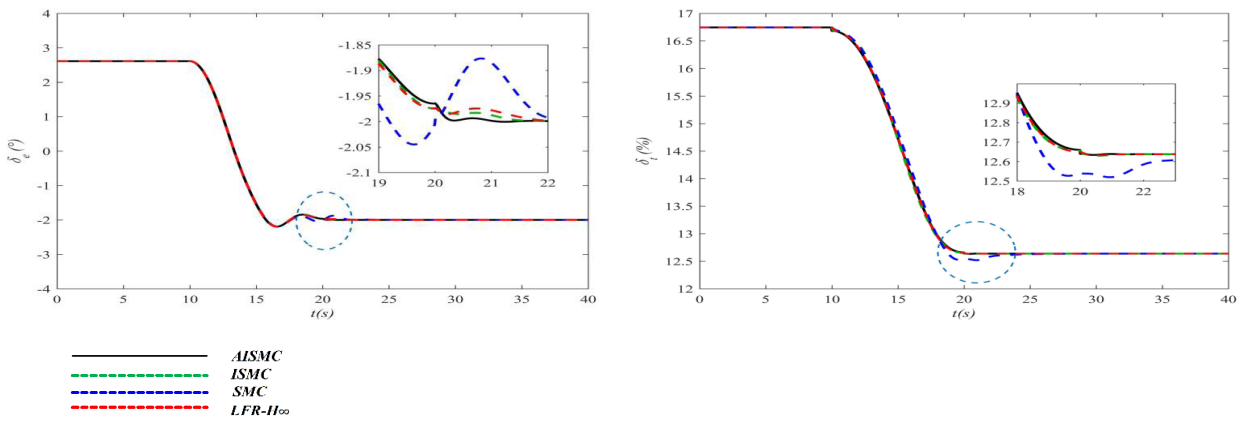 4
3
2
1
0
-1
-2
-3
-4
δe (°)
0 5 10 15 20 25 30 35 40
t(s)
-1.85
-1.9
-1.95
-2
-2.05
-2.1
19 20 21 22
17
16.5
16
15.5
15
14.5
14
13.5
13
12.5
12
δt (%)
0 5 10 15 20 25 30 35 40
t(s)
12.9
12.8
12.7
12.6
12.5
18 20 22
AISMC
ISMC
SMC
LFR-H∞